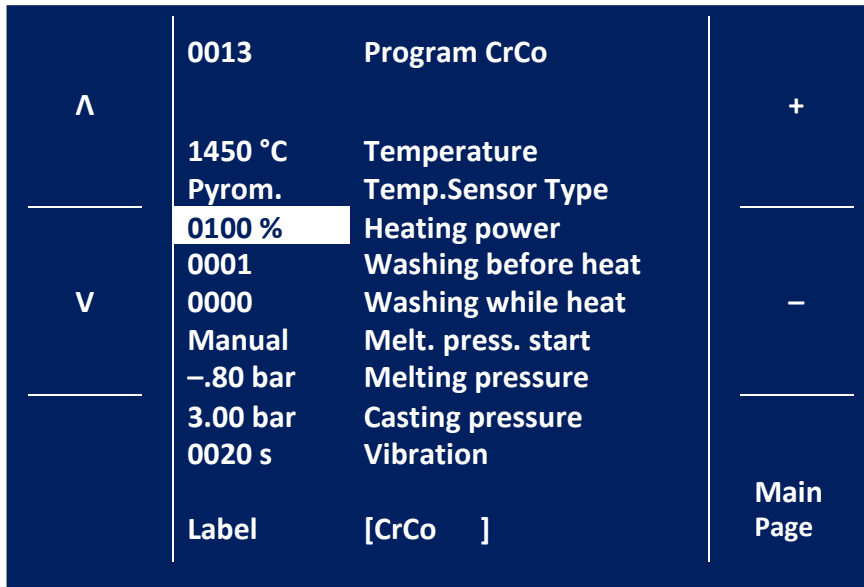 0013 Program CrCo
Λ
+
1450 °C Temperature
Pyrom. Temp.Sensor Type
0100 % Heating power
0001 Washing before heat
V
0000 Washing while heat
–
Manual Melt. press. start
–.80 bar Melting pressure
3.00 bar Casting pressure
0020 s Vibration
Main
Page
Label [CrCo ]